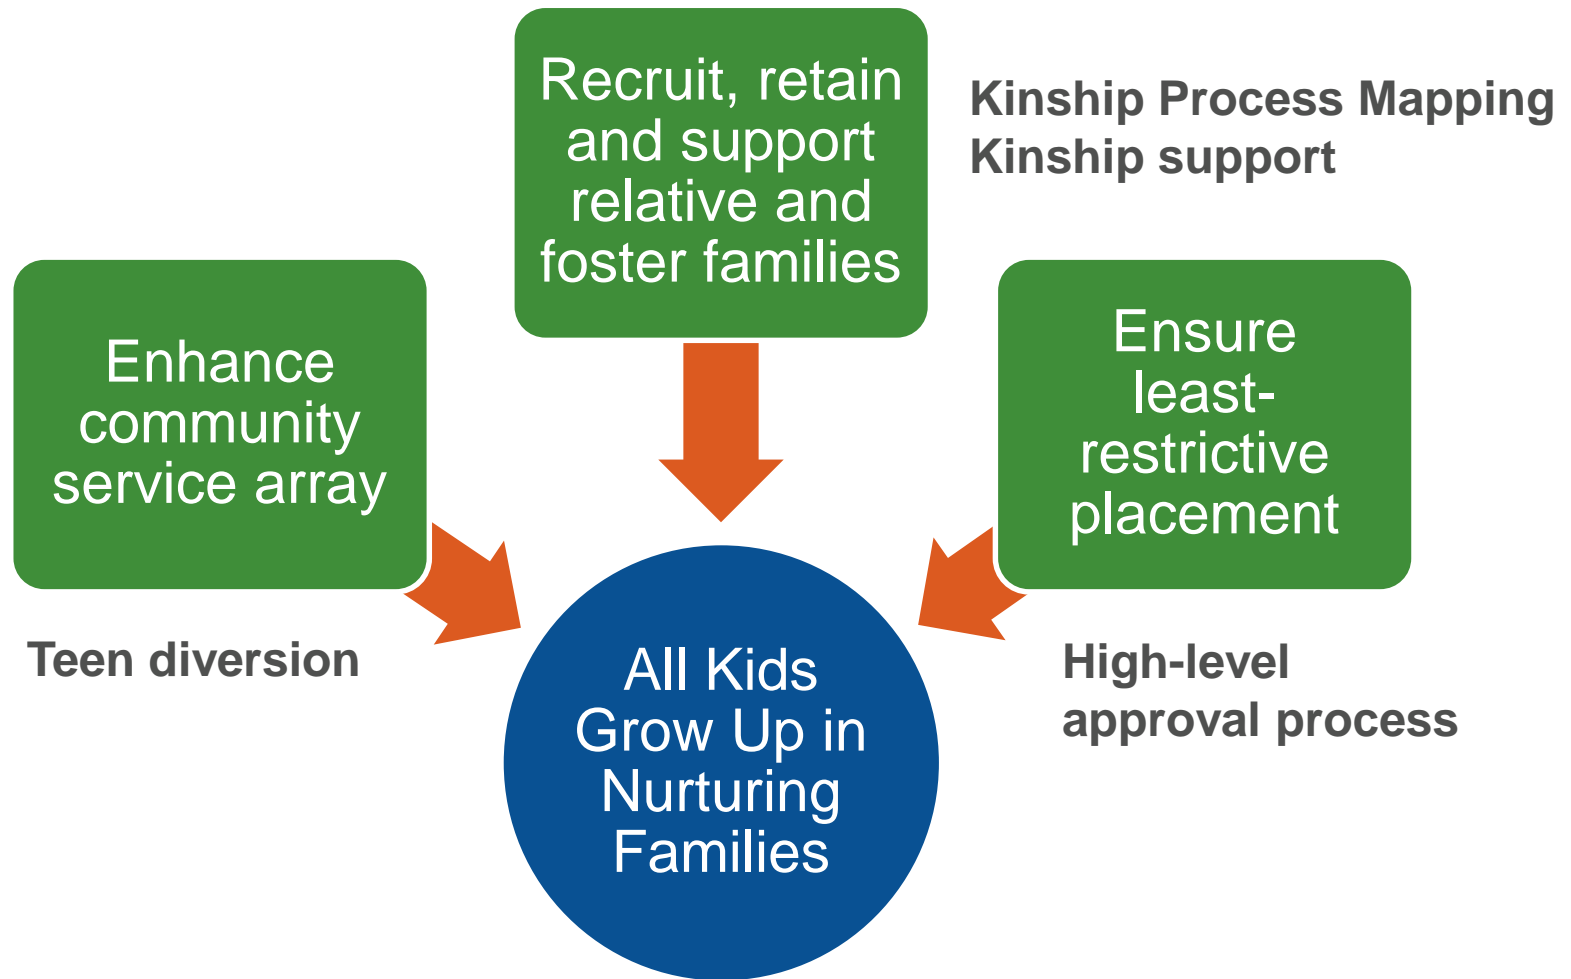 Recruit, retain
and support
relative and
foster families
Kinship Process Mapping
Kinship support
Enhance
community
service array
Teen diversion
Ensure
least-
restrictive
placement
High-level
approval process
All Kids
Grow Up in
Nurturing
Families